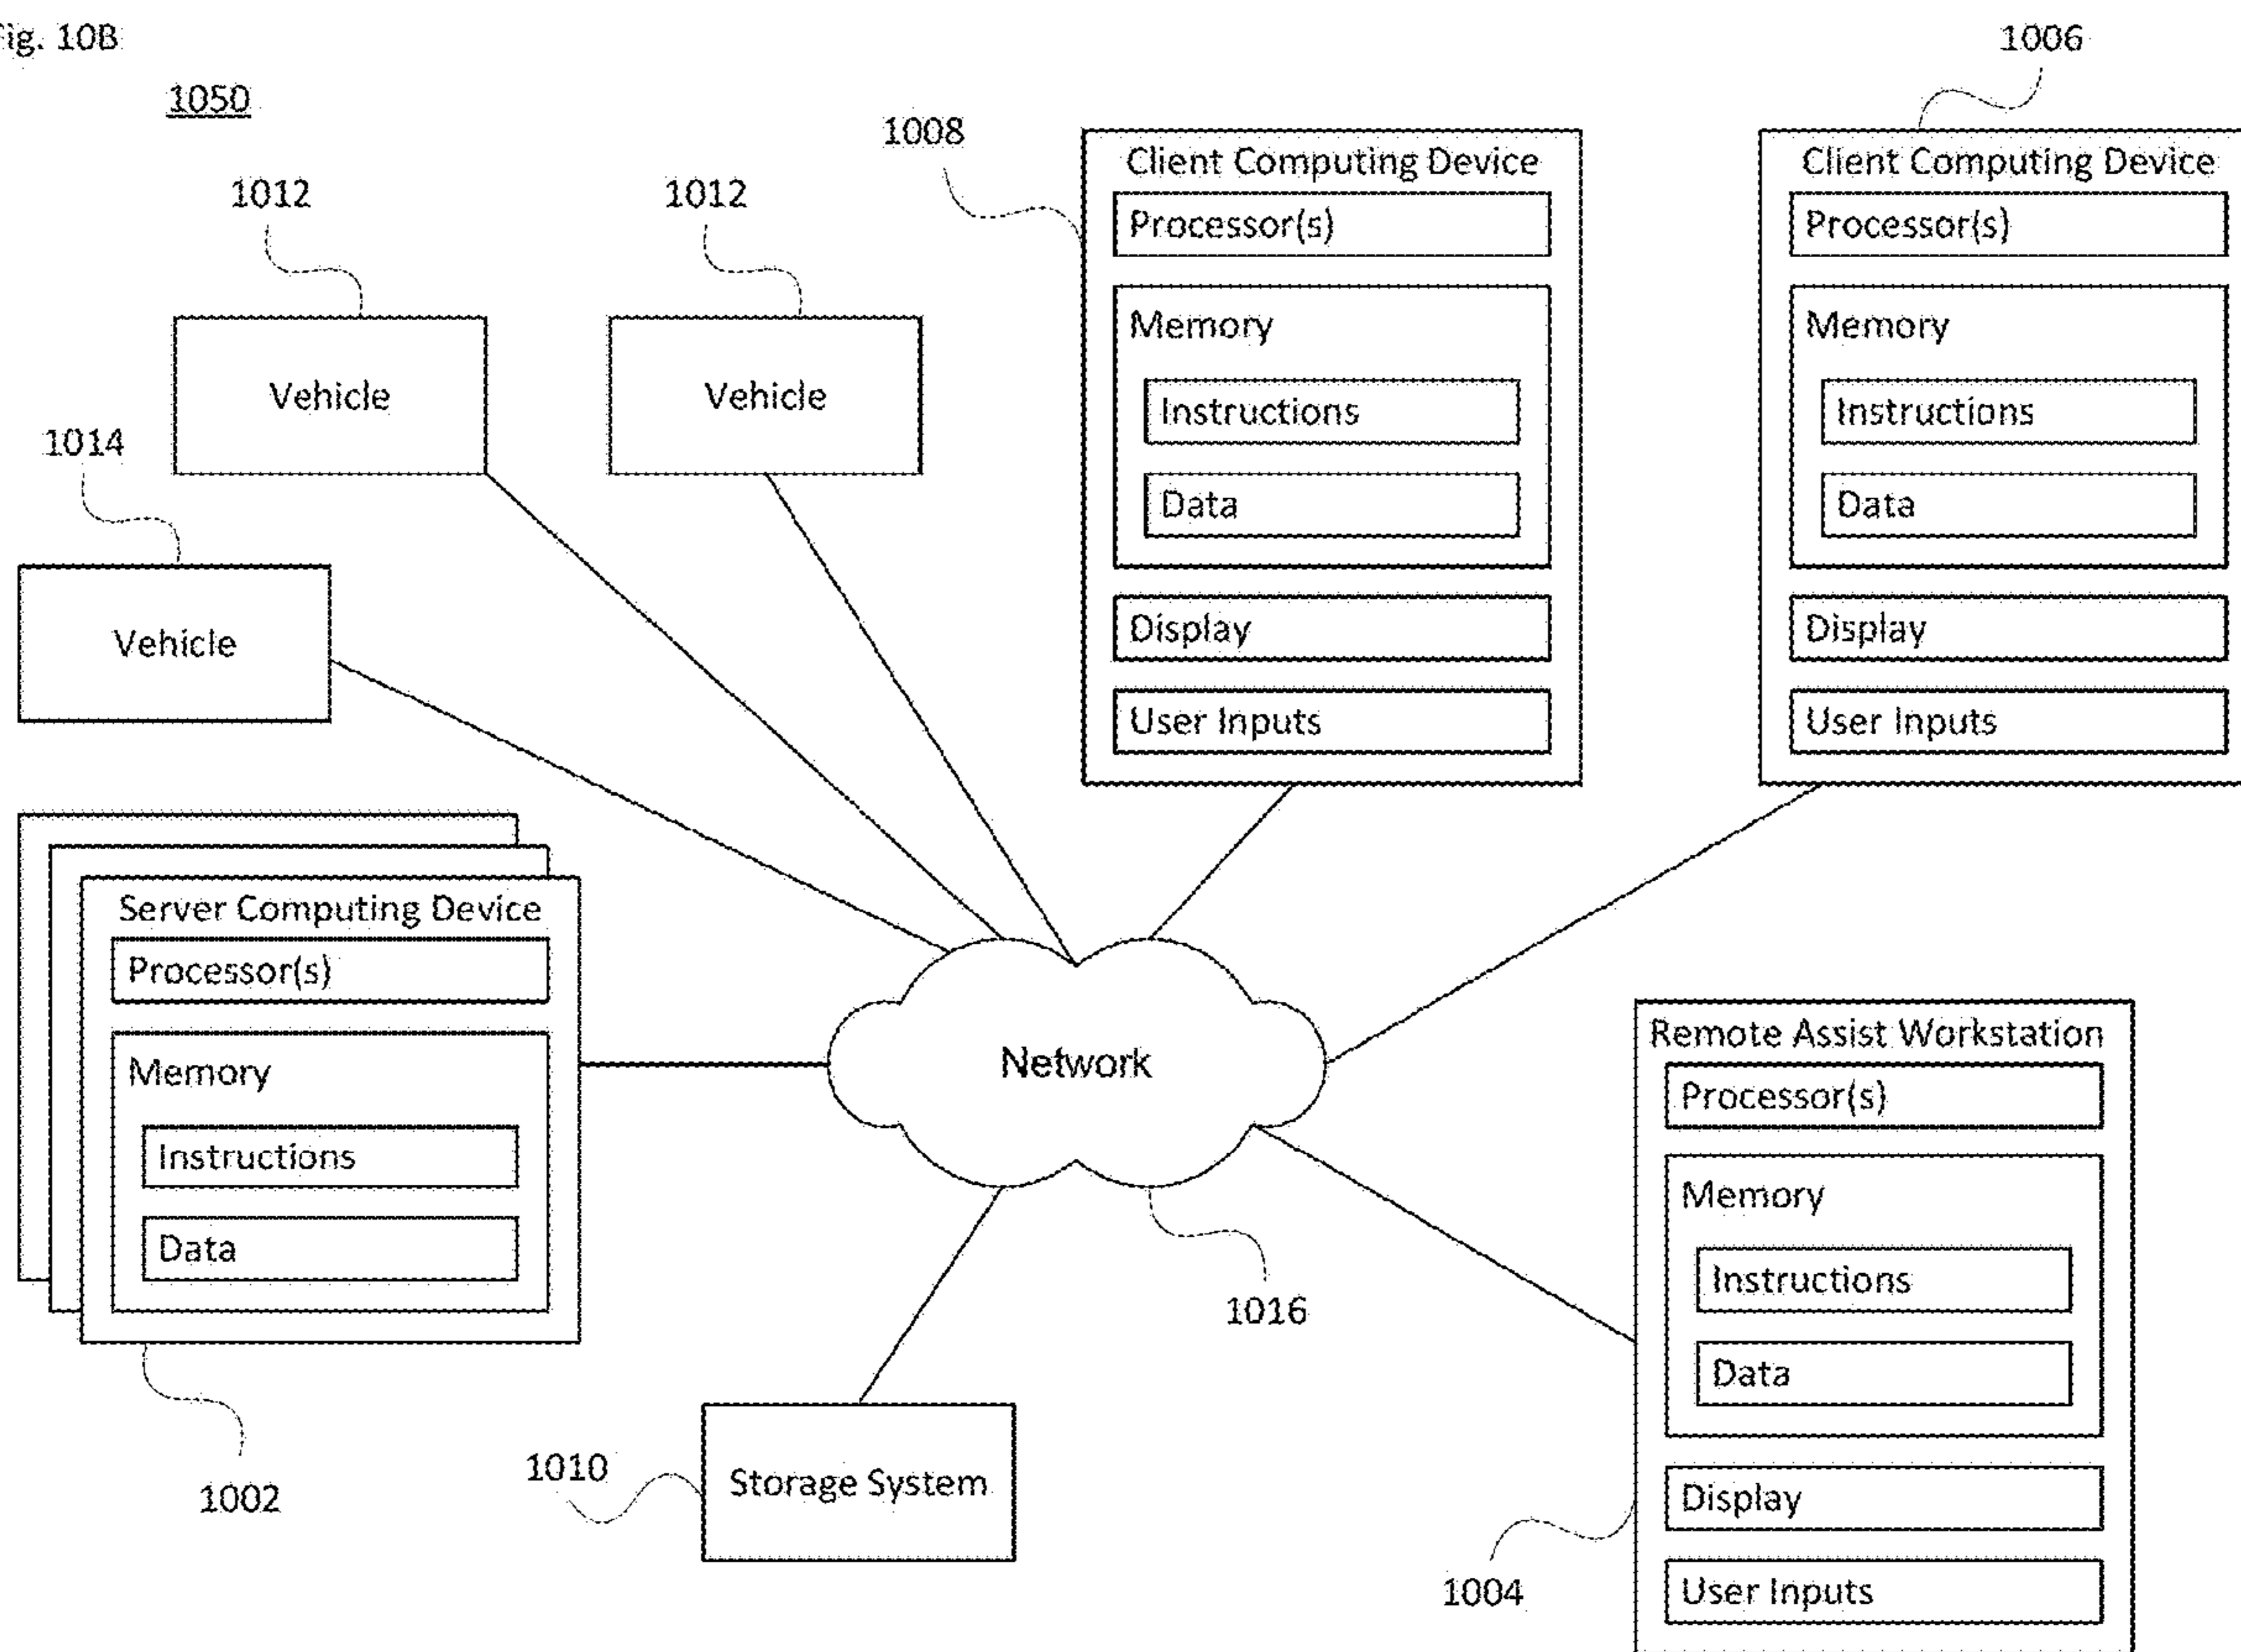 ig. 10B
1050
1012
1012
1014
Vehicle
Vehicle
Vehicle
1008
Client Computing Device
Processor(s)
Memory
Instructions
Data
Display
User Inputs
1006
Client Computing Device
Processor(s)
Memory
Instructions
Data
Display
User Inputs
Server Computing Device
Processor(s)
Memory
Instructions
Data
1002
Network
1016
1010
Storage System
Remote Assist Workstation
Processor(s)
Memory
Instructions
Data
Display
User Inputs
1004